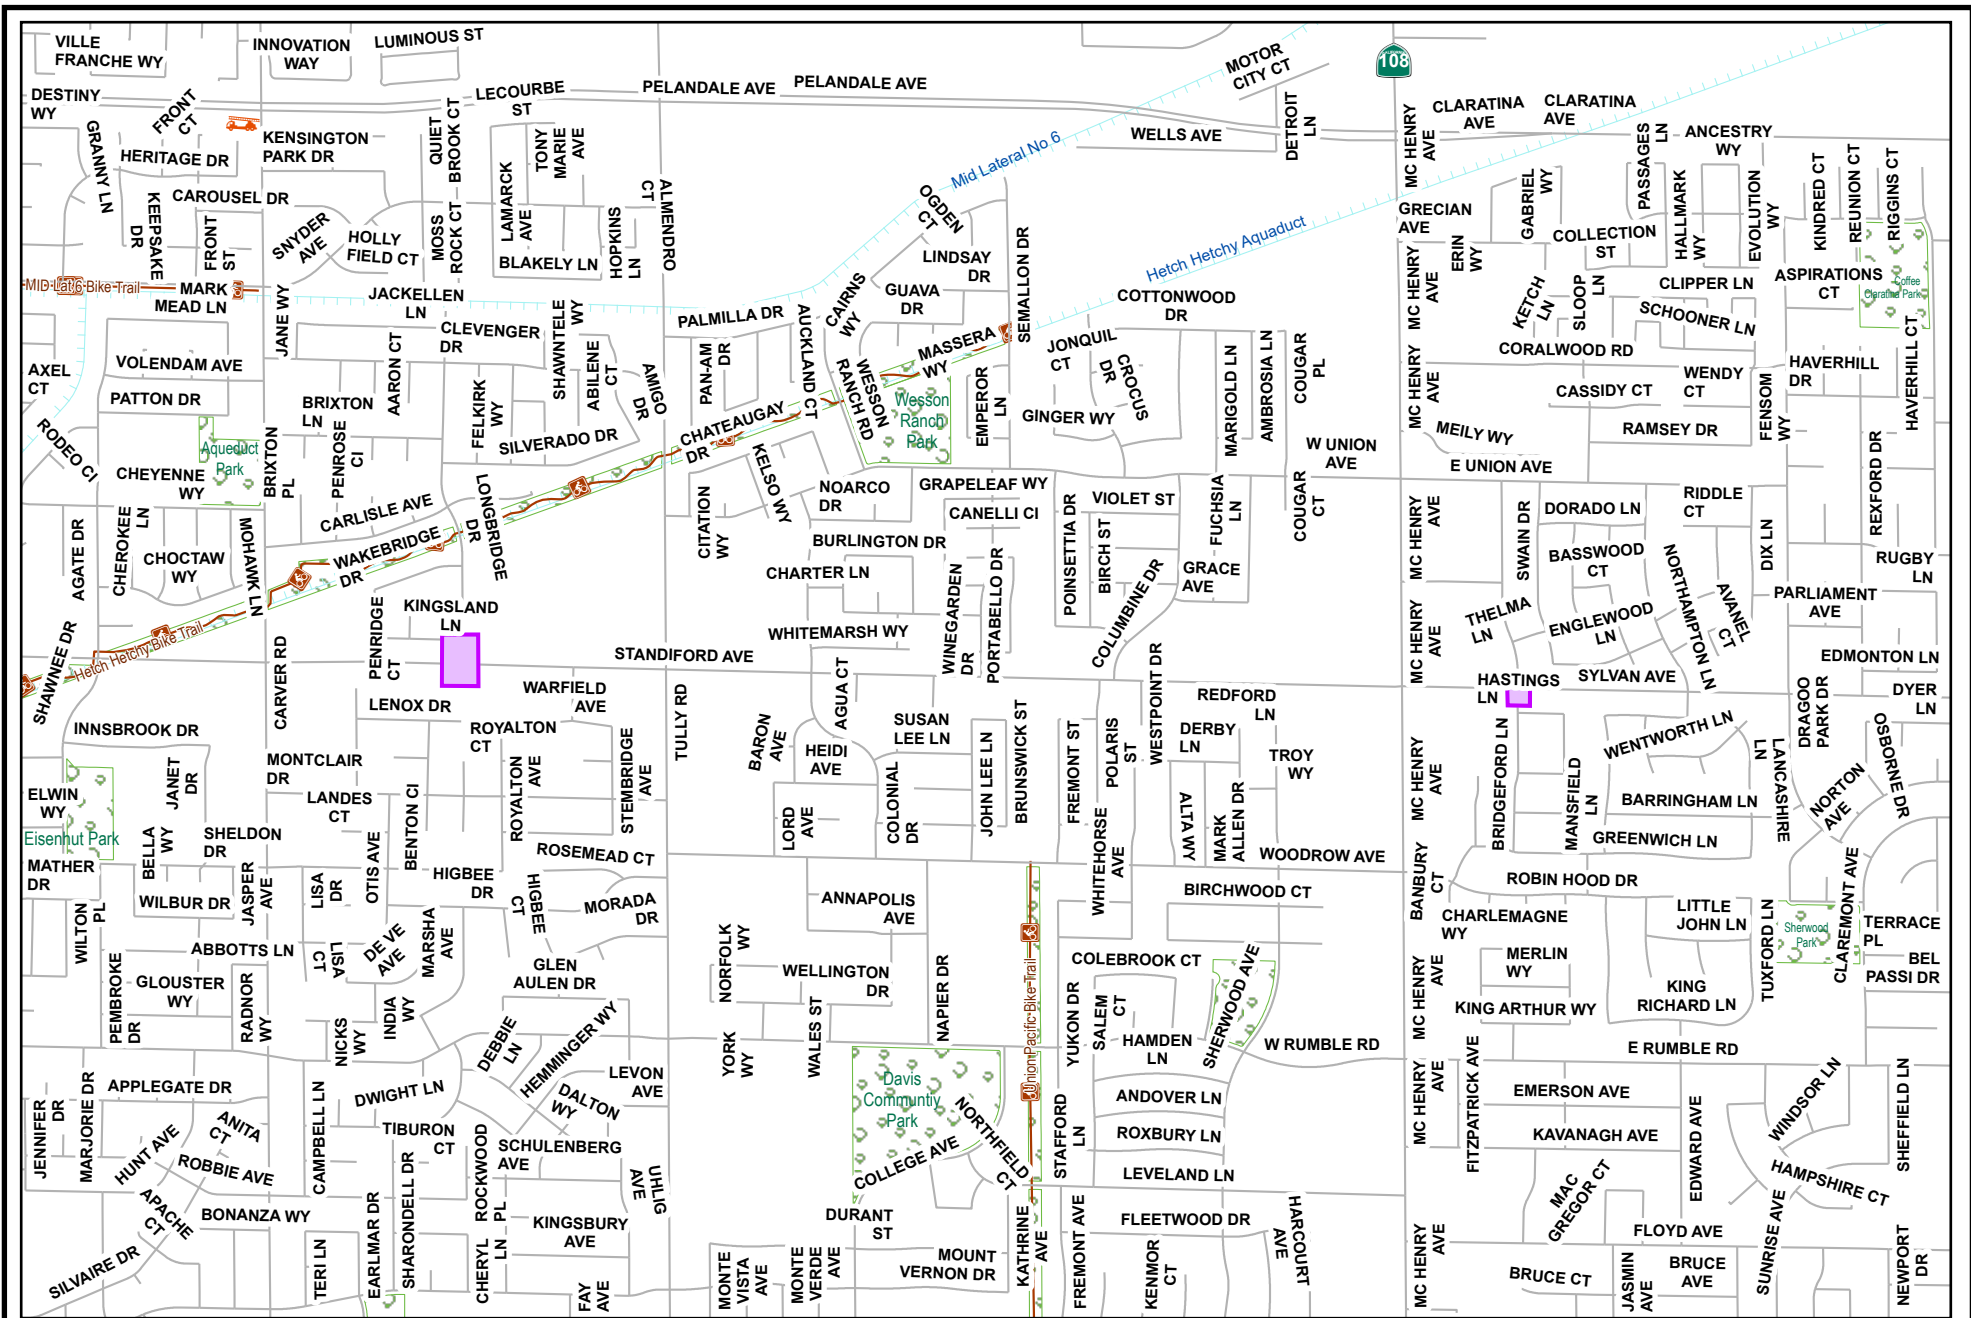 VILLE
FRANCHE WY
INNOVATION
WAY
LUMINOUS ST
DESTINY
WY
FRONT
CT
LECOURBE
ST
PELANDALE AVE
PELANDALE AVE
MOTOR
CITY CT
108
CLARATINA
AVE
CLARATINA
AVE
WELLS AVE
DETROIT
LN
MC HENRY
AVE
PASSAGES
LN
ANCESTRY
WY
GRANNY LN
HERITAGE DR
KENSINGTON
PARK DR
QUIET
BROOK CT
TONY
MARIE
AVE
LAMARCK
AVE
Mid Lateral No 6
CAROUSEL DR
KEEPSAKE
DR
FRONT
ST
SNYDER
AVE
HOLLY
FIELD CT
MOSS
ROCK CT
BLAKELY LN
HOPKINS
LN
CT
ALMENDRO
OGDEN
CT
LINDSAY
DR
SEMALLON DR
Hetch Hetchy Aquaduct
GRECIAN
AVE
ERIN
WY
GABRIEL
WY
COLLECTION
ST
HALLMARK
WY
EVOLUTION
WY
KINDRED CT
REUNION CT
RIGGINS CT
MID Lat 6 Bike Trail
MARK
MEAD LN
JANE WY
JACKELLEN
LN
CLEVENGER
DR
SHAWNTELE
WY
PALMILLA DR
AUCKLAND CT
CAIRNS
WY
GUAVA
DR
COTTONWOOD
DR
MC HENRY
AVE
KETCH
LN
SLOOP
LN
CLIPPER LN
SCHOONER LN
ASPIRATIONS
CT
Coffee
Claratina Park
AXEL
CT
VOLENDAM AVE
PATTON DR
BRIXTON
LN
AARON CT
FELKIRK
WY
ABILENE
CT
AMIGO
DR
PAN-AM
DR
WESSON
RANCH RD
MASSERA
WY
Wesson
Ranch
Park
EMPEROR
LN
JONQUIL
CT
CROCUS
DR
GINGER WY
MARIGOLD LN
AMBROSIA LN
COUGAR
PL
MC HENRY
AVE
CORALWOOD RD
CASSIDY CT
WENDY
CT
FENSOM
WY
HAVERHILL
DR
HAVERHILL CT
RODEO CI
Aqueduct
Park
CHEYENNE
WY
BRIXTON
PL
PENROSE
CI
SILVERADO DR
CHATEAUGAY
DR
KELSO WY
W UNION
AVE
MEILY WY
E UNION AVE
RAMSEY DR
REXFORD DR
AGATE DR
CHEROKEE
LN
CHOCTAW
WY
MOHAWK LN
CARLISLE AVE
WAKEBRIDGE
DR
LONGBRIDGE
DR
CITATION
WY
NOARCO
DR
GRAPELEAF WY
CANELLI CI
BURLINGTON DR
CHARTER LN
POINSETTIA DR
VIOLET ST
BIRCH ST
FUCHSIA
LN
COUGAR
CT
MC HENRY
AVE
SWAIN DR
DORADO LN
RIDDLE
CT
BASSWOOD
CT
NORTHAMPTON LN
DIX LN
RUGBY
LN
SHAWNEE DR
Hetch Hetchy Bike Trail
CARVER RD
PENRIDGE
CT
KINGSLAND
LN
STANDIFORD AVE
WHITEMARSH WY
WINEGARDEN
DR
PORTABELLO DR
COLUMBINE DR
GRACE
AVE
MC HENRY
AVE
THELMA
LN
ENGLEWOOD
LN
AVANEL
CT
PARLIAMENT
AVE
EDMONTON LN
INNSBROOK DR
LENOX DR
WARFIELD
AVE
TULLY RD
AGUA CT
BARON
AVE
SUSAN
LEE LN
BRUNSWICK ST
FREMONT ST
POLARIS
ST
WESTPOINT DR
REDFORD
LN
DERBY
LN
TROY
WY
HASTINGS
LN
SYLVAN AVE
WENTWORTH LN
DRAGOO
PARK DR
DYER
LN
OSBORNE DR
JANET
DR
MONTCLAIR
DR
ROYALTON
CT
ROYALTON
AVE
STEMBRIDGE
AVE
HEIDI
AVE
LORD
AVE
COLONIAL
DR
JOHN LEE LN
ELWIN
WY
Eisenhut Park
LANDES
CT
BENTON CI
OTIS AVE
MC HENRY
AVE
BRIDGEFORD LN
MANSFIELD
LN
BARRINGHAM LN
GREENWICH LN
LANCASHIRE
LN
NORTON
AVE
MATHER
DR
BELLA
WY
SHELDON
DR
WILBUR DR
JASPER
AVE
LISA
DR
HIGBEE
DR
HIGBEE
CT
ROSEMEAD CT
MORADA
DR
ANNAPOLIS
AVE
WHITEHORSE
AVE
ALTA WY
MARK
ALLEN DR
WOODROW AVE
BIRCHWOOD CT
BANBURY
CT
ROBIN HOOD DR
CHARLEMAGNE
WY
LITTLE
JOHN LN
TUXFORD LN
Sherwood
Park
CLAREMONT AVE
TERRACE
PL
BEL
PASSI DR
WILTON
PL
ABBOTTS LN
LISA
CT
DE VE
AVE
MARSHA
AVE
GLEN
AULEN DR
NORFOLK
WY
WELLINGTON
DR
COLEBROOK CT
SHERWOOD AVE
MERLIN
WY
PEMBROKE
DR
GLOUSTER
WY
RADNOR
WY
NICKS
WY
INDIA
WY
DEBBIE
LN
HEMMINGER WY
YORK
WY
WALES ST
NAPIER DR
Union Pacific Bike Trail
YUKON DR
SALEM
CT
HAMDEN
LN
W RUMBLE RD
MC HENRY
AVE
KING ARTHUR WY
KING
RICHARD LN
E RUMBLE RD
JENNIFER
DR
MARJORIE DR
APPLEGATE DR
HUNT AVE
ANITA
CT
ROBBIE AVE
CAMPBELL LN
DWIGHT LN
TIBURON
CT
LEVON
AVE
DALTON
WY
SCHULENBERG
AVE
Davis
Communtiy
Park
NORTHFIELD
CT
COLLEGE AVE
STAFFORD
LN
ANDOVER LN
ROXBURY LN
LEVELAND LN
MC HENRY
AVE
FITZPATRICK AVE
EMERSON AVE
KAVANAGH AVE
EDWARD AVE
WINDSOR LN
HAMPSHIRE CT
SHEFFIELD LN
APACHE
CT
SILVAIRE DR
BONANZA WY
TERI LN
EARLMAR DR
SHARONDELL DR
ROCKWOOD
PL
CHERYL
LN
KINGSBURY
AVE
UHLIG
AVE
FAY
AVE
MONTE
VISTA
AVE
MONTE
VERDE
AVE
DURANT
ST
MOUNT
VERNON DR
KATHRINE
AVE
FREMONT AVE
FLEETWOOD DR
KENMOR
CT
HARCOURT
AVE
MC HENRY
AVE
MAC
GREGOR CT
BRUCE CT
FLOYD AVE
JASMIN
AVE
BRUCE
AVE
SUNRISE AVE
NEWPORT
DR